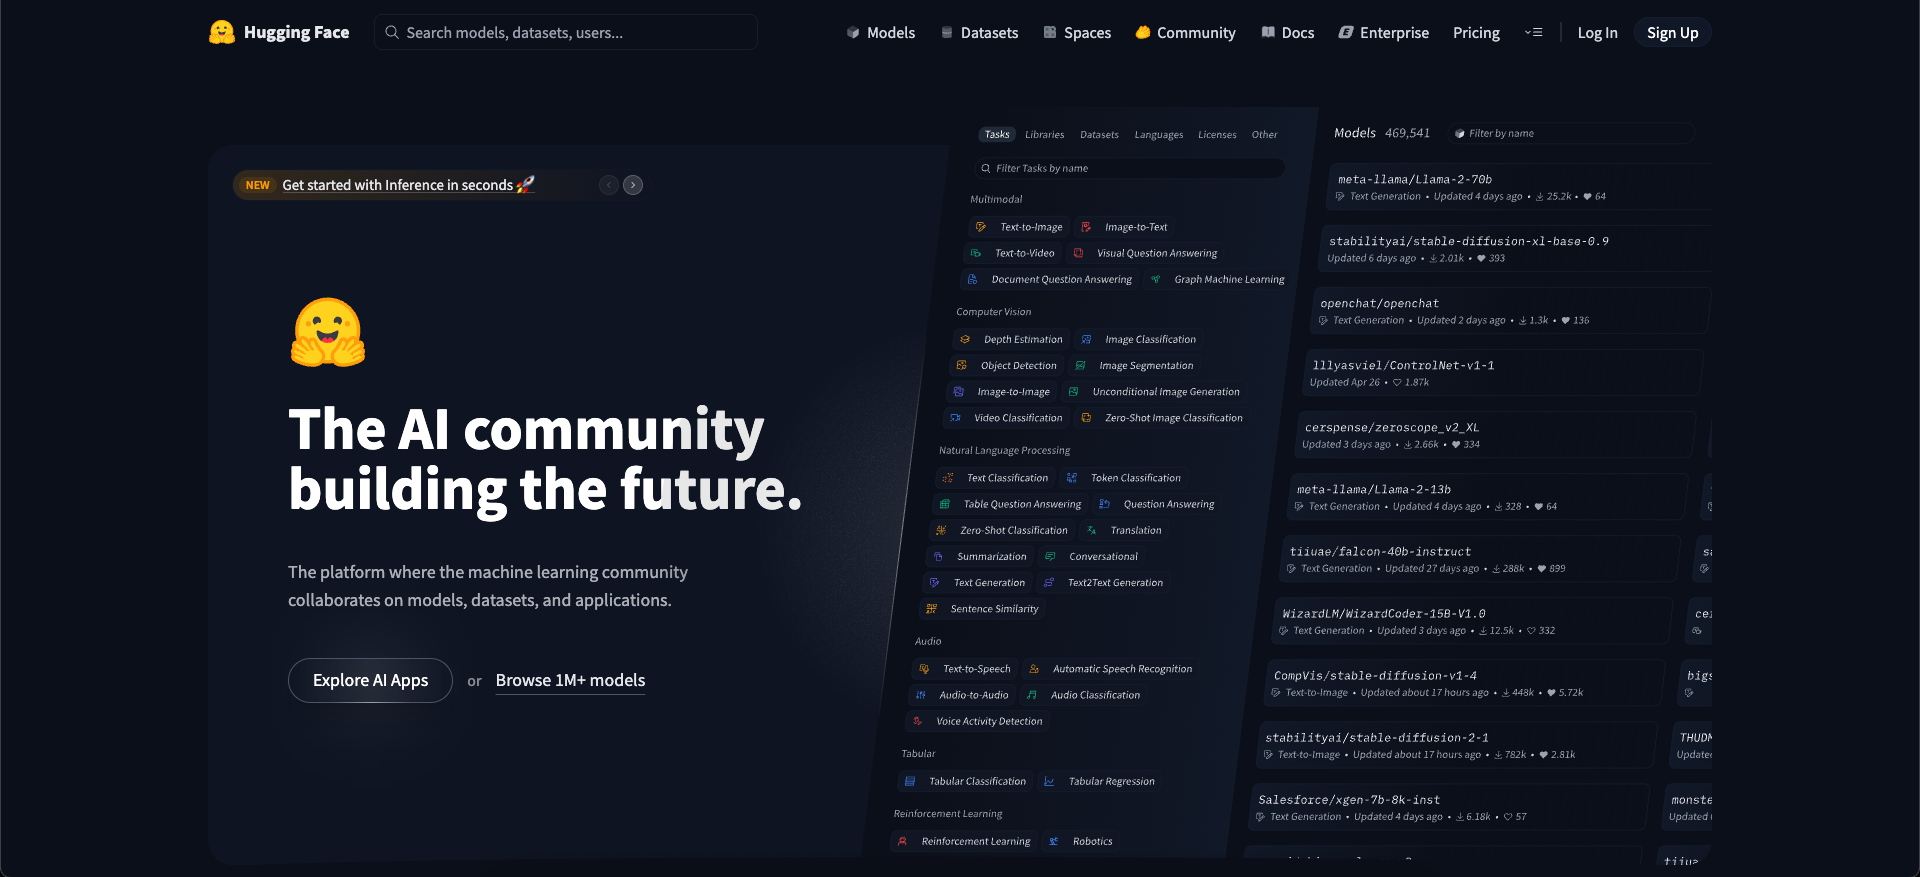 Hugging Face
Search models, datasets, users...
Models
Datasets
Spaces
Community
Docs
Enterprise
Pricing
Log In
Sign Up
NEW Get started with Inference in seconds 🚀
The AI community
building the future.
The platform where the machine learning community
collaborates on models, datasets, and applications.
Explore AI Apps or Browse 1M+ models
Tasks Libraries Datasets Languages Licenses Other
Filter Tasks by name
Multimodal
Text-to-Image Image-to-Text
Text-to-Video Visual Question Answering
Document Question Answering Graph Machine Learning
Computer Vision
Depth Estimation Image Classification
Object Detection Image Segmentation
Image-to-Image Unconditional Image Generation
Video Classification Zero-Shot Image Classification
Natural Language Processing
Text Classification Token Classification
Table Question Answering Question Answering
Zero-Shot Classification Translation
Summarization Conversational
Text Generation Text2Text Generation
Sentence Similarity
Audio
Text-to-Speech Automatic Speech Recognition
Audio-to-Audio Audio Classification
Voice Activity Detection
Tabular
Tabular Classification Tabular Regression
Reinforcement Learning
Reinforcement Learning Robotics
Models 469,541 Filter by name
meta-llama/Llama-2-70b
Text Generation • Updated 4 days ago • 25.2k • 64
stabilityai/stable-diffusion-xl-base-0.9
Updated 6 days ago • 2.01k • 393
openchat/openchat
Text Generation • Updated 2 days ago • 1.3k • 136
lllyasviel/ControlNet-v1-1
Updated Apr 26 • 1.87k
cerspense/zeroscope_v2_XL
Updated 3 days ago • 2.66k • 334
meta-llama/Llama-2-13b
Text Generation • Updated 4 days ago • 328 • 64
tiiuae/falcon-40b-instruct
Text Generation • Updated 27 days ago • 288k • 899
WizardLM/WizardCoder-15B-V1.0
Text Generation • Updated 3 days ago • 12.5k • 332
CompVis/stable-diffusion-v1-4
Text-to-Image • Updated about 17 hours ago • 448k • 5.72k
stabilityai/stable-diffusion-2-1
Text-to-Image • Updated about 17 hours ago • 782k • 2.81k
Salesforce/xgen-7b-8k-inst
Text Generation • Updated 4 days ago • 6.18k • 57
THUDM
Updated
monste
Updated